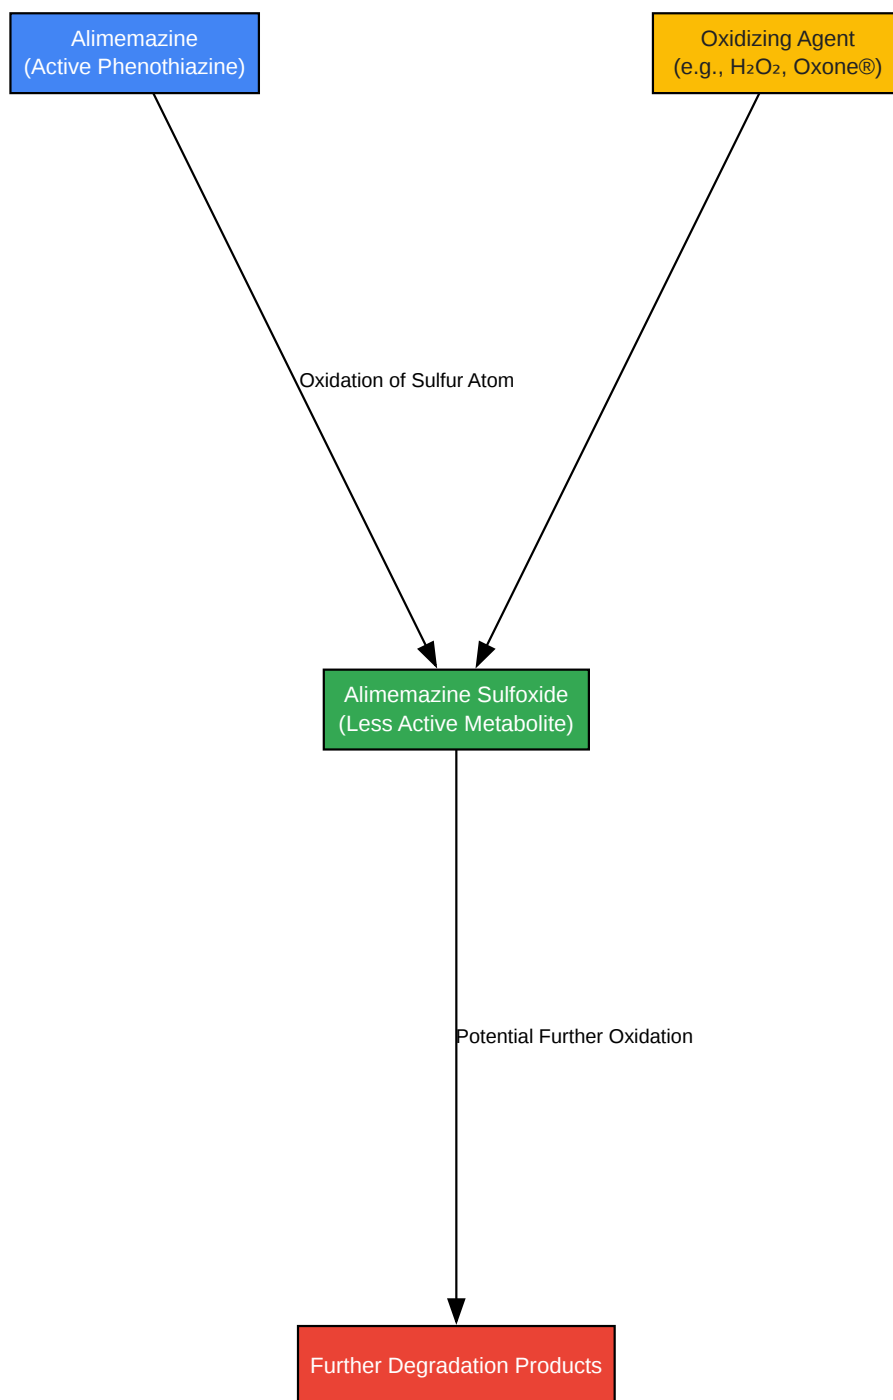 Alimemazine
(Active Phenothiazine)
Oxidizing Agent
(e.g., H₂O₂, Oxone®)
Oxidation of Sulfur Atom
Alimemazine Sulfoxide
(Less Active Metabolite)
Potential Further Oxidation
Further Degradation Products